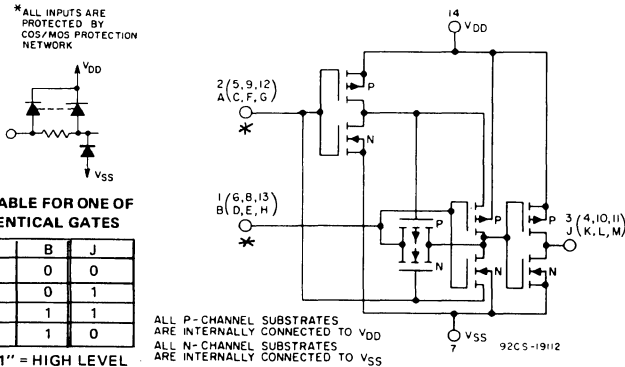 *ALL INPUTS ARE
PROTECTED BY
COS/MOS PROTECTION
NETWORK
VDD
VSS
ABLE FOR ONE OF
ENTICAL GATES
B J
0 0
0 1
1 1
1 0
1" = HIGH LEVEL
14
VDD
2 (5,9,12)
A (C,F,G)
*
P
N
1 (6,8,13)
B (D,E,H)
*
P
N
P
N
P
N
3 (4,10,11)
J (K,L,M)
ALL P-CHANNEL SUBSTRATES
ARE INTERNALLY CONNECTED TO VDD
ALL N-CHANNEL SUBSTRATES
ARE INTERNALLY CONNECTED TO VSS
VSS
7
92CS-19112